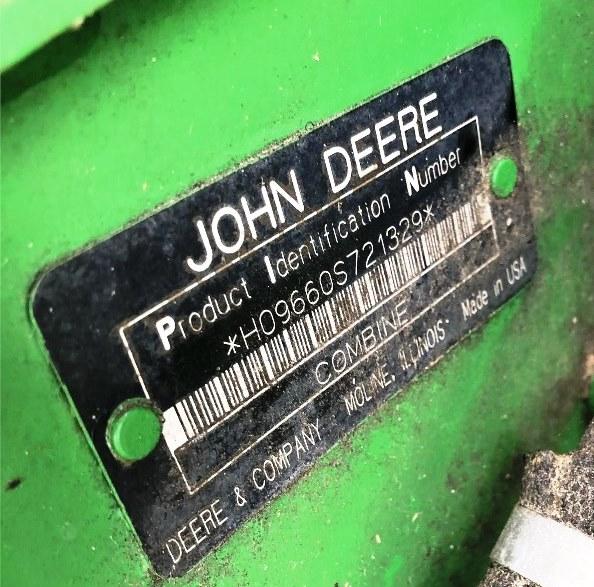 JOHN DEERE
Product Identification Number
*H09660S721329*
COMBINE
DEERE & COMPANY MOLINE, ILLINOIS Made in USA